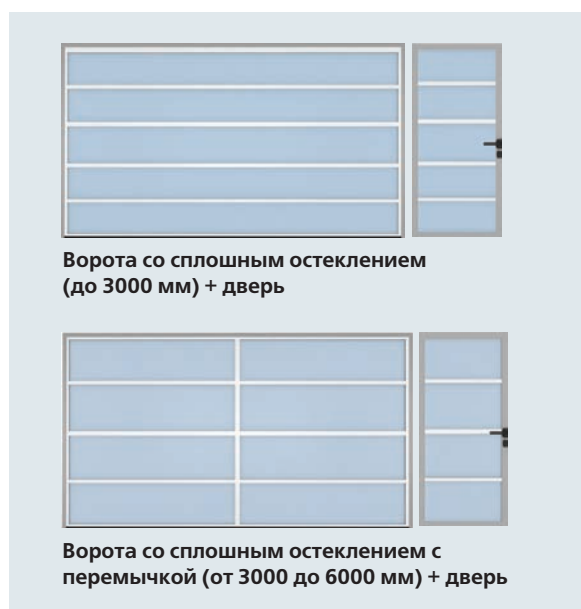 Ворота со сплошным остеклением
(до 3000 мм) + дверь
Ворота со сплошным остеклением с
перемычкой (от 3000 до 6000 мм) + дверь